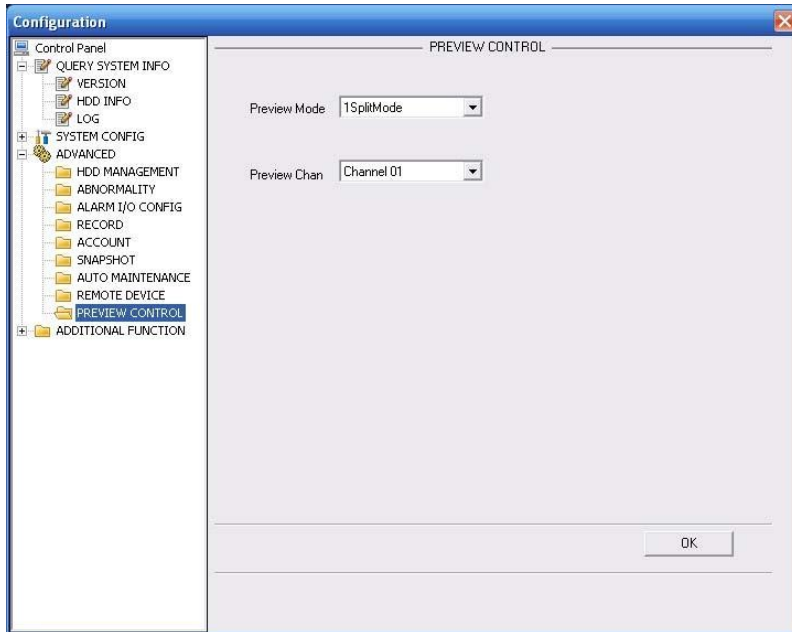 Configuration
Control Panel
QUERY SYSTEM INFO
VERSION
HDD INFO
LOG
SYSTEM CONFIG
ADVANCED
HDD MANAGEMENT
ABNORMALITY
ALARM I/O CONFIG
RECORD
ACCOUNT
SNAPSHOT
AUTO MAINTENANCE
REMOTE DEVICE
PREVIEW CONTROL
ADDITIONAL FUNCTION
PREVIEW CONTROL
Preview Mode 1SplitMode
Preview Chan Channel 01
OK